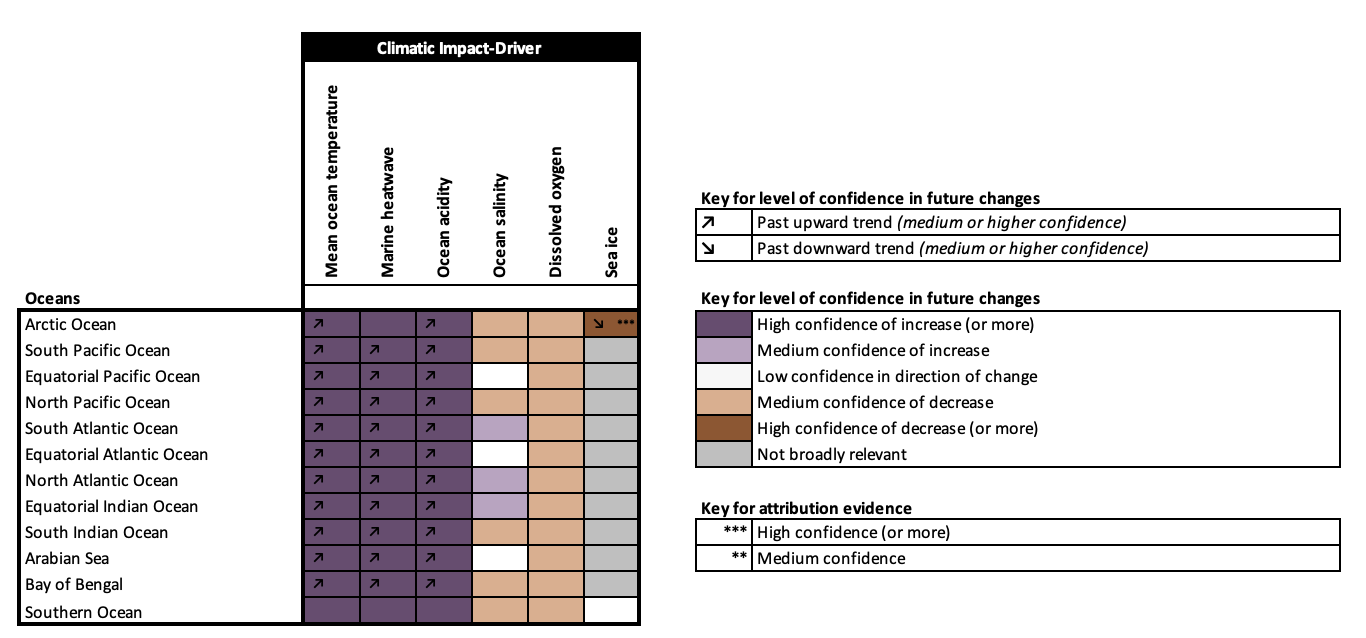 Climatic Impact-Driver
Mean ocean temperature
Marine heatwave
Ocean acidity
Ocean salinity
Dissolved oxygen
Sea ice
Oceans
Arctic Ocean ↗ ↗ ↘ ***
South Pacific Ocean ↗ ↗ ↗
Equatorial Pacific Ocean ↗ ↗ ↗
North Pacific Ocean ↗ ↗ ↗
South Atlantic Ocean ↗ ↗ ↗
Equatorial Atlantic Ocean ↗ ↗ ↗
North Atlantic Ocean ↗ ↗ ↗
Equatorial Indian Ocean ↗ ↗ ↗
South Indian Ocean ↗ ↗ ↗
Arabian Sea ↗ ↗ ↗
Bay of Bengal ↗ ↗ ↗
Southern Ocean
Key for level of confidence in future changes
↗ Past upward trend (medium or higher confidence)
↘ Past downward trend (medium or higher confidence)
Key for level of confidence in future changes
High confidence of increase (or more)
Medium confidence of increase
Low confidence in direction of change
Medium confidence of decrease
High confidence of decrease (or more)
Not broadly relevant
Key for attribution evidence
*** High confidence (or more)
** Medium confidence